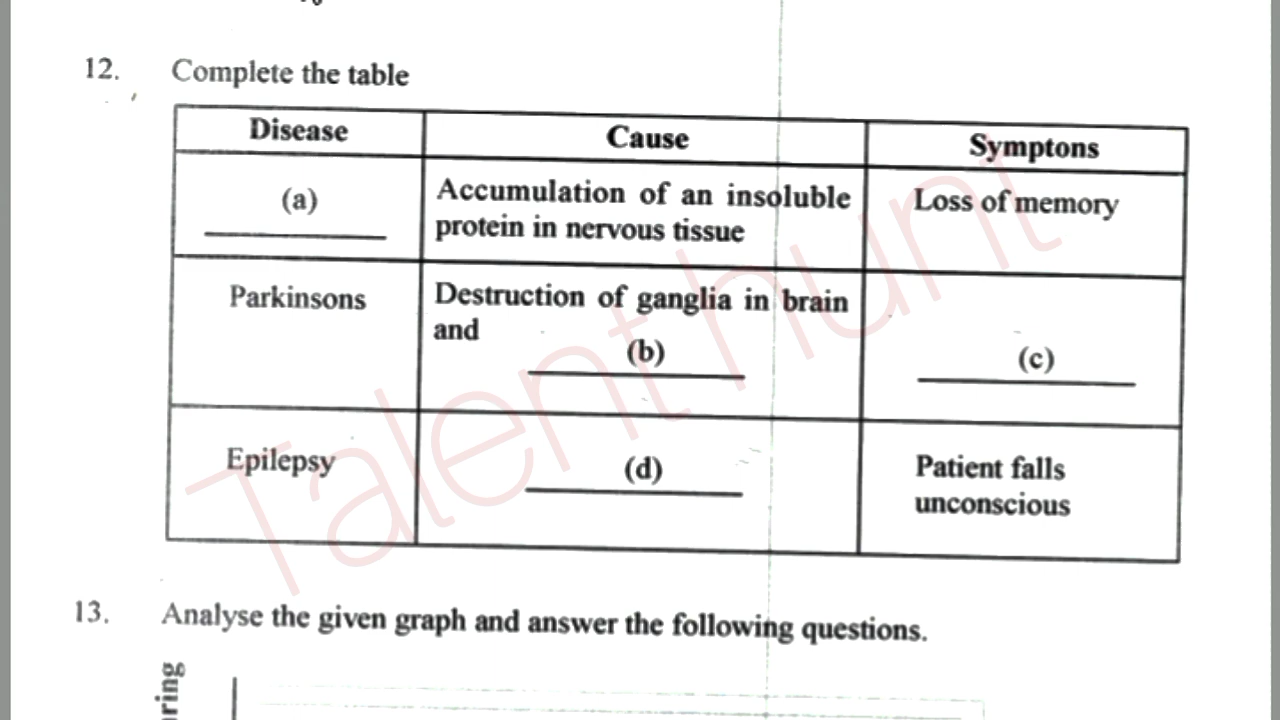 12. Complete the table
Disease Cause Symptons
(a) Accumulation of an insoluble Loss of memory
protein in nervous tissue
Parkinsons Destruction of ganglia in brain
and
(b) (c)
Epilepsy (d) Patient falls
unconscious
Talent hunt
13. Analyse the given graph and answer the following questions.